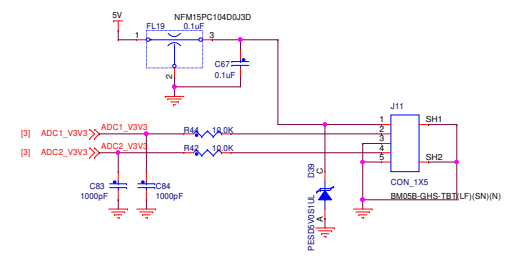 5V
NFM15PC104D0J3D
FL19 0.1uF
1 3
2
C67
0.1uF
J11
1 SH1
2
3
4 SH2
5
CON_1X5
BM05B-GHS-TBT(LF)(SN)(N)
[3] ADC1_V3V3 ADC1_V3V3 R44 10.0K
[3] ADC2_V3V3 ADC2_V3V3 R42 10.0K
C83 C84
1000pF 1000pF
D39 C
A
PESD5V0S1UL